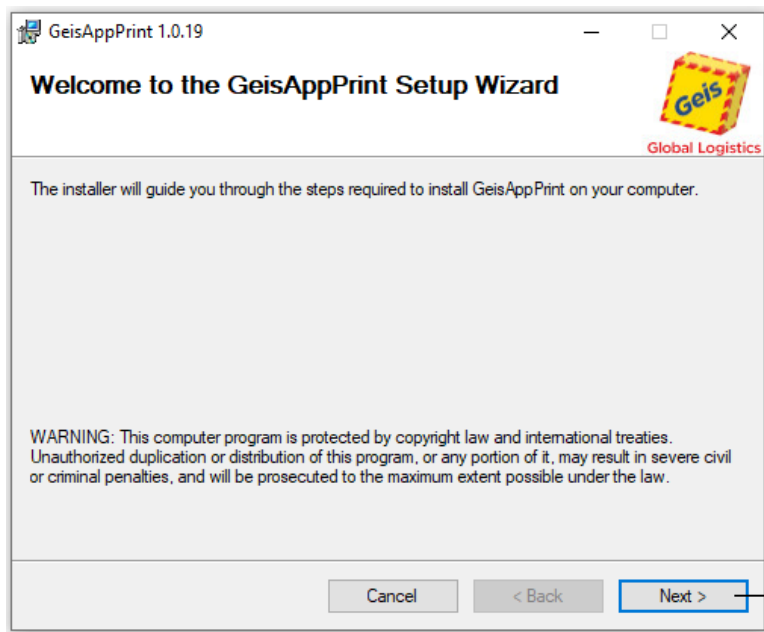 GeisAppPrint 1.0.19
Welcome to the GeisAppPrint Setup Wizard
Geis
Global Logistics
The installer will guide you through the steps required to install GeisAppPrint on your computer.
WARNING: This computer program is protected by copyright law and international treaties.
Unauthorized duplication or distribution of this program, or any portion of it, may result in severe civil
or criminal penalties, and will be prosecuted to the maximum extent possible under the law.
Cancel
< Back
Next >